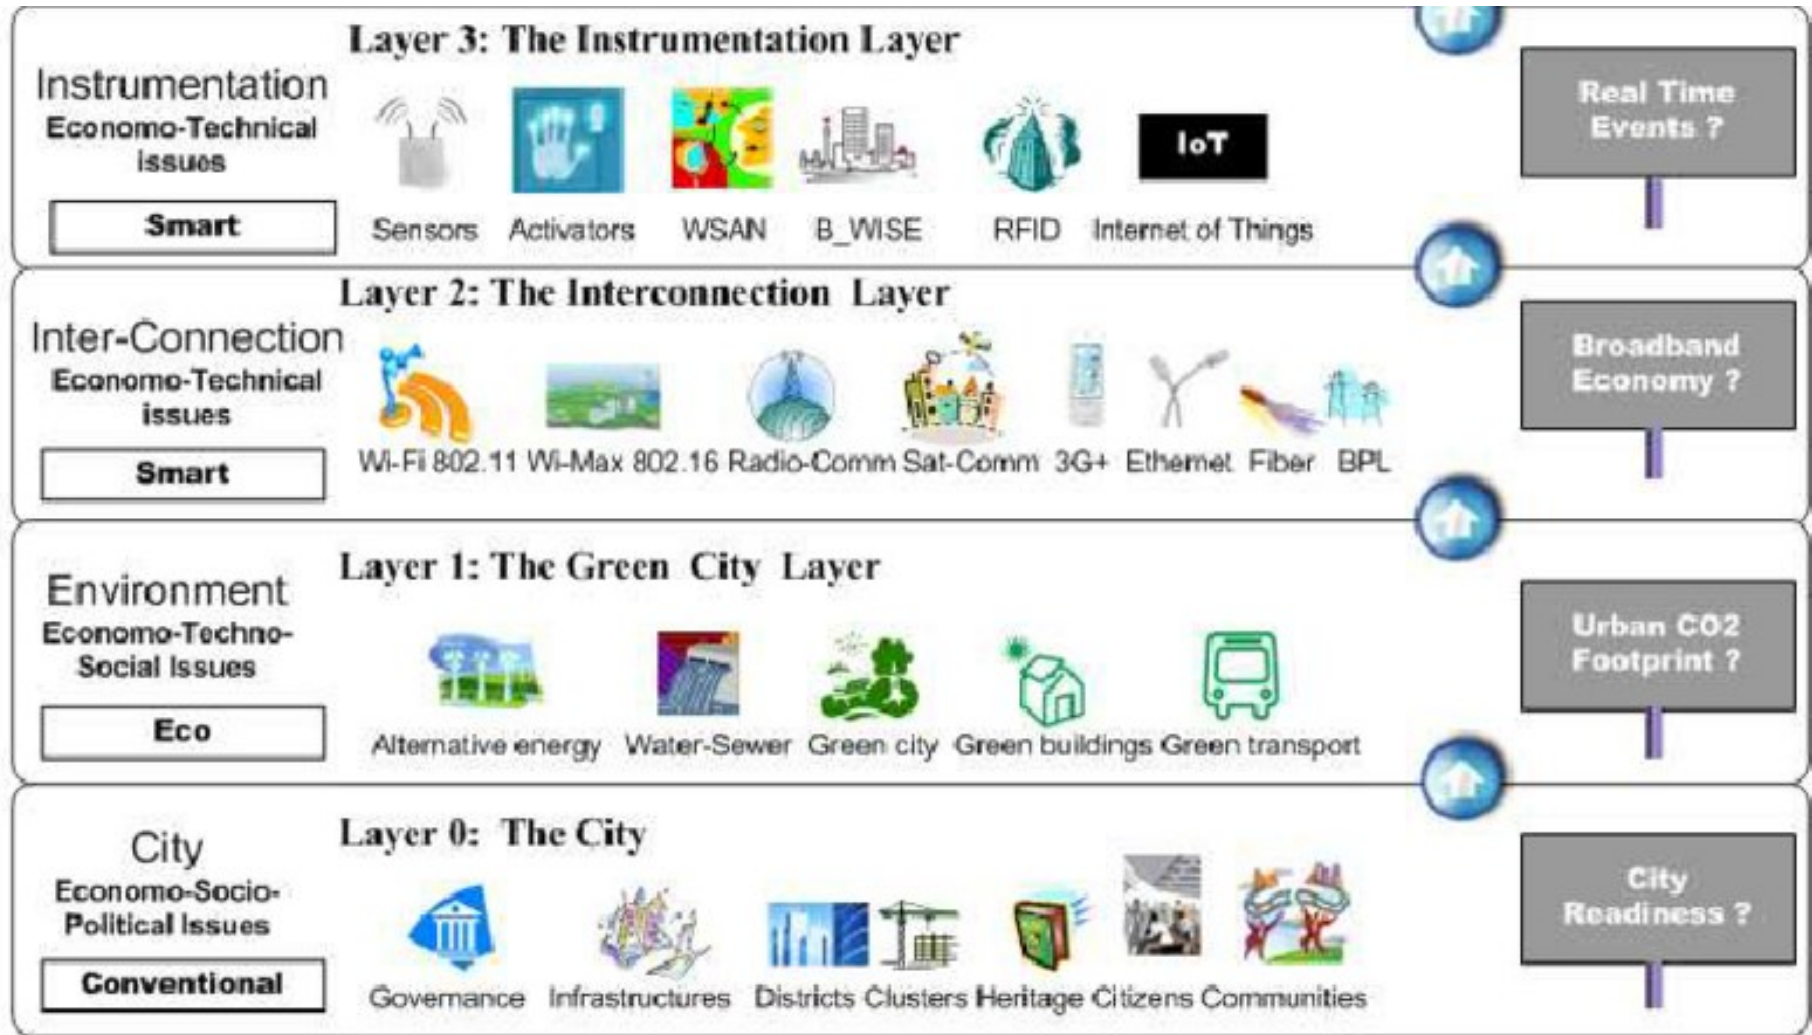 Layer 3: The Instrumentation Layer
Instrumentation
Economo-Technical
issues
Smart
IoT
Sensors Activators WSAN B_WISE RFID Internet of Things
Real Time
Events ?
Layer 2: The Interconnection Layer
Inter-Connection
Economo-Technical
issues
Smart
Wi-Fi 802.11 Wi-Max 802.16 Radio-Comm Sat-Comm 3G+ Ethernet Fiber BPL
Broadband
Economy ?
Layer 1: The Green City Layer
Environment
Economo-Techno-
Social Issues
Eco
Alternative energy Water-Sewer Green city Green buildings Green transport
Urban CO2
Footprint ?
Layer 0: The City
City
Economo-Socio-
Political Issues
Conventional
Governance Infrastructures Districts Clusters Heritage Citizens Communities
City
Readiness ?